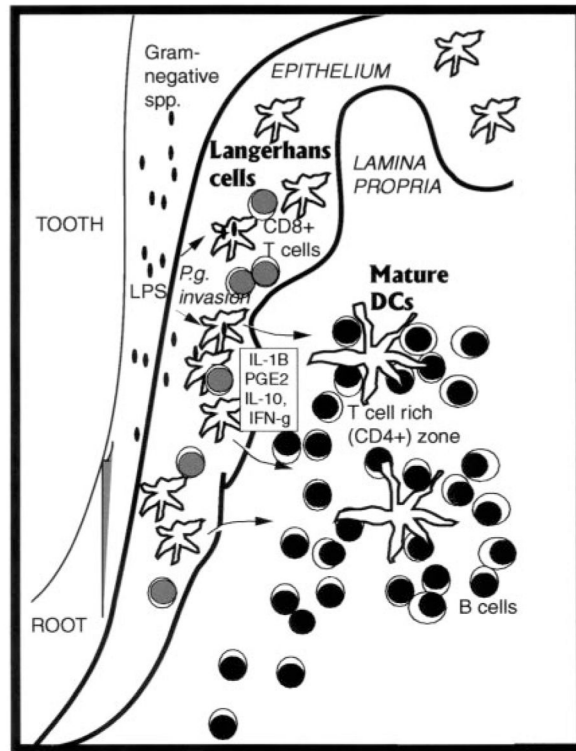 Gram-
negative
spp.
EPITHELIUM
Langerhans
cells
LAMINA
PROPRIA
TOOTH
CD8+
T cells
LPS
P.g.
invasion
Mature
DCs
IL-1B
PGE2
IL-10,
IFN-g
T cell rich
(CD4+) zone
B cells
ROOT